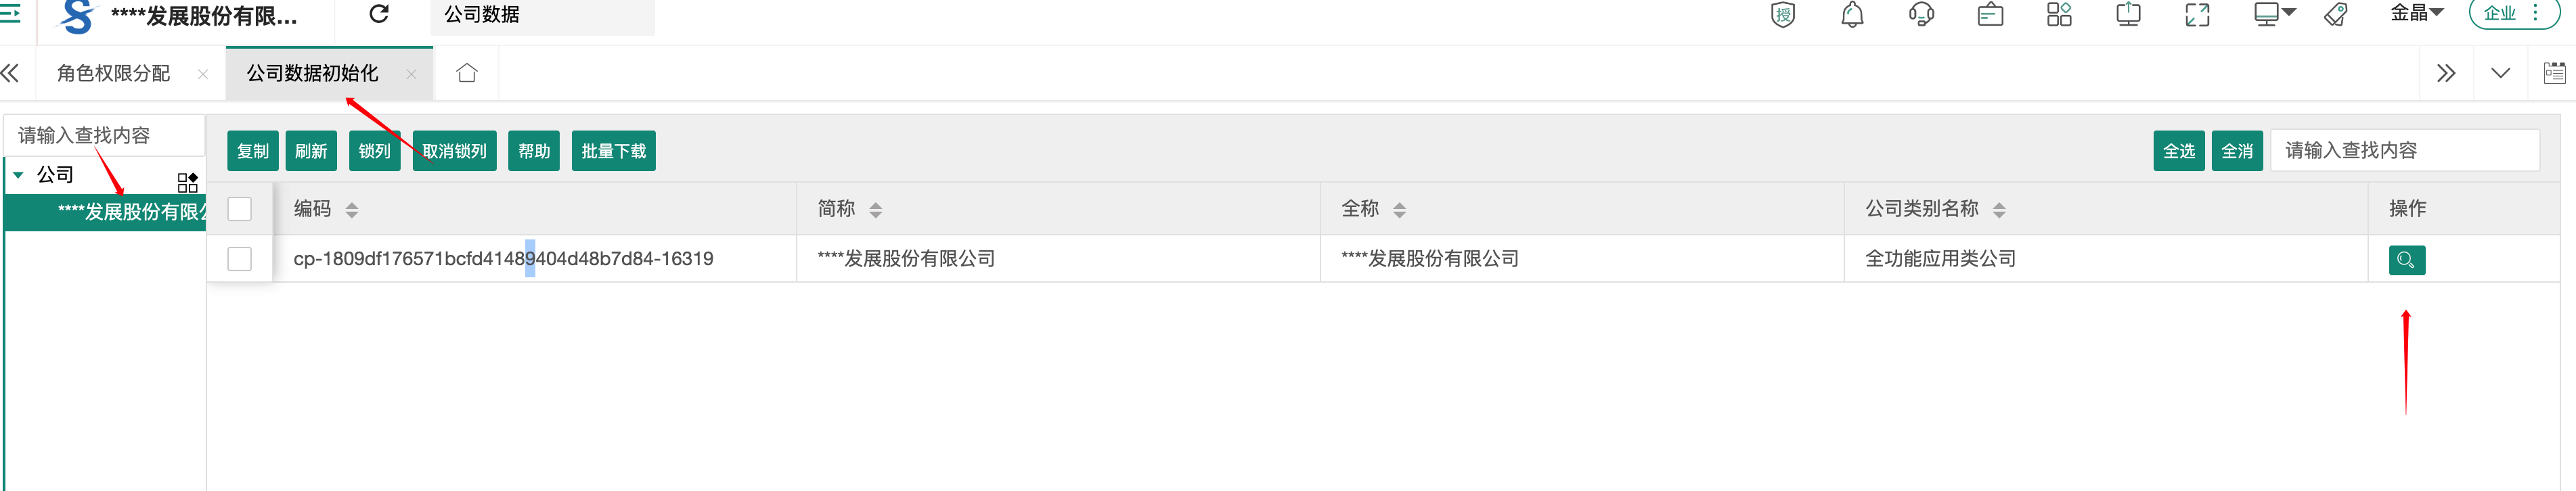 ****发展股份有限... 公司数据 授 金晶 企业
角色权限分配 公司数据初始化
请输入查找内容 复制 刷新 锁列 取消锁列 帮助 批量下载 全选 全消 请输入查找内容
公司
****发展股份有限公
编码 简称 全称 公司类别名称 操作
cp-1809df176571bcfd41489404d48b7d84-16319 ****发展股份有限公司 ****发展股份有限公司 全功能应用类公司